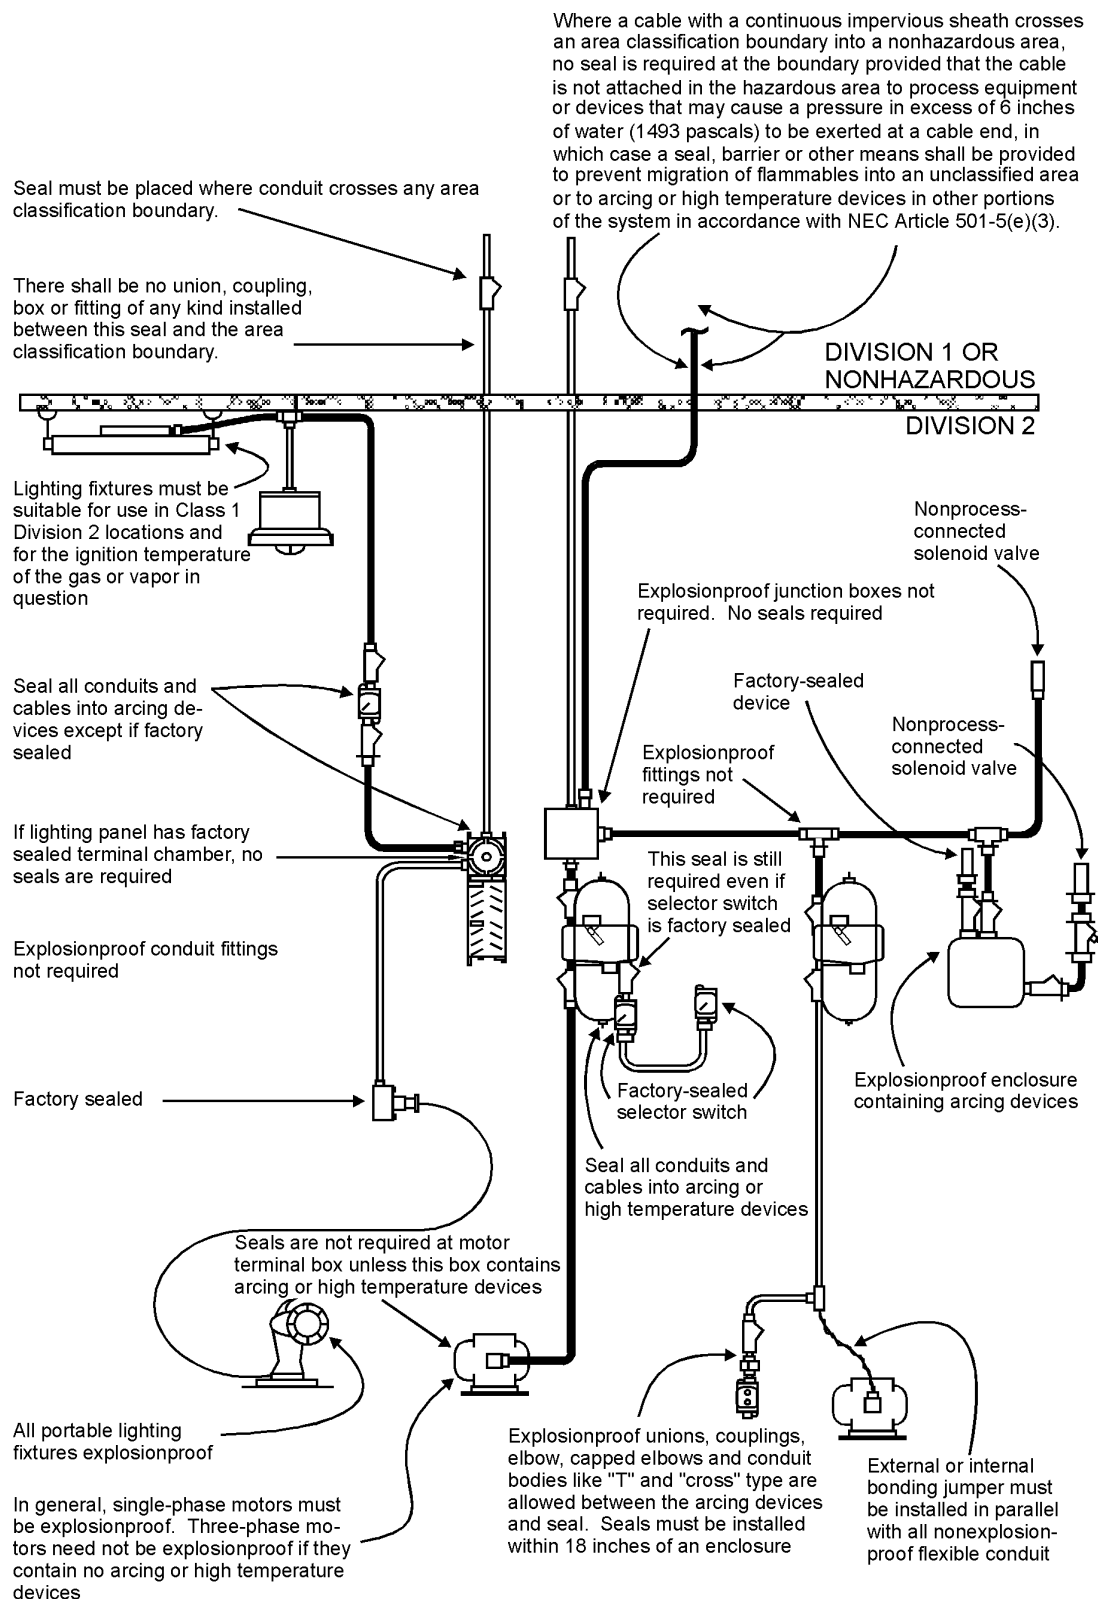 Where a cable with a continuous impervious sheath crosses
an area classification boundary into a nonhazardous area,
no seal is required at the boundary provided that the cable
is not attached in the hazardous area to process equipment
or devices that may cause a pressure in excess of 6 inches
of water (1493 pascals) to be exerted at a cable end, in
which case a seal, barrier or other means shall be provided
to prevent migration of flammables into an unclassified area
or to arcing or high temperature devices in other portions
of the system in accordance with NEC Article 501-5(e)(3).
Seal must be placed where conduit crosses any area
classification boundary.
There shall be no union, coupling,
box or fitting of any kind installed
between this seal and the area
classification boundary.
DIVISION 1 OR
NONHAZARDOUS
DIVISION 2
Lighting fixtures must be
suitable for use in Class 1
Division 2 locations and
for the ignition temperature
of the gas or vapor in
question
Nonprocess-
connected
solenoid valve
Explosionproof junction boxes not
required.  No seals required
Seal all conduits and
cables into arcing de-
vices except if factory
sealed
Factory-sealed
device
Nonprocess-
connected
solenoid valve
Explosionproof
fittings not
required
If lighting panel has factory
sealed terminal chamber, no
seals are required
This seal is still
required even if
selector switch
is factory sealed
Explosionproof conduit fittings
not required
Factory sealed
Factory-sealed
selector switch
Explosionproof enclosure
containing arcing devices
Seal all conduits and
cables into arcing or
high temperature devices
Seals are not required at motor
terminal box unless this box contains
arcing or high temperature devices
All portable lighting
fixtures explosionproof
In general, single-phase motors must
be explosionproof.  Three-phase mo-
tors need not be explosionproof if they
contain no arcing or high temperature
devices
Explosionproof unions, couplings,
elbow, capped elbows and conduit
bodies like "T" and "cross" type are
allowed between the arcing devices
and seal.  Seals must be installed
within 18 inches of an enclosure
External or internal
bonding jumper must
be installed in parallel
with all nonexplosion-
proof flexible conduit